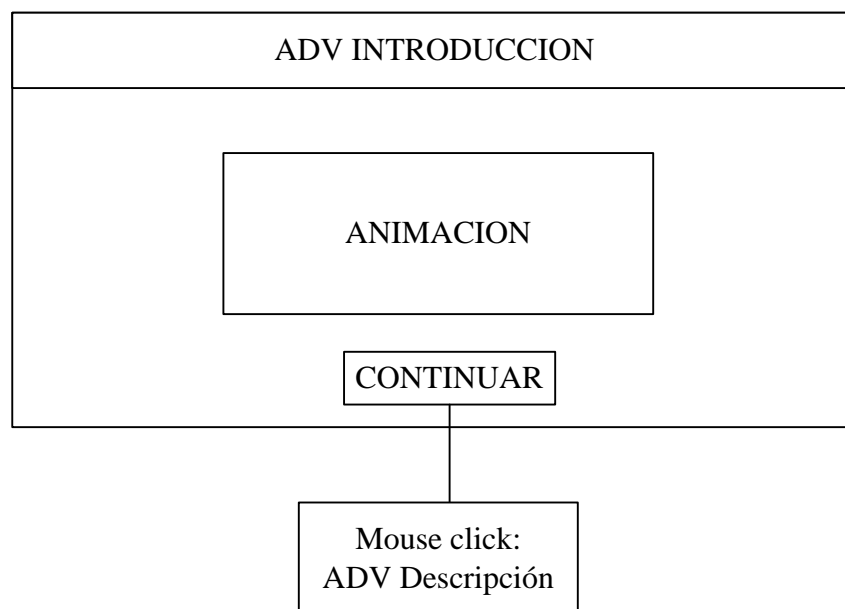 ADV INTRODUCCION
ANIMACION
CONTINUAR
Mouse click:
ADV Descripción